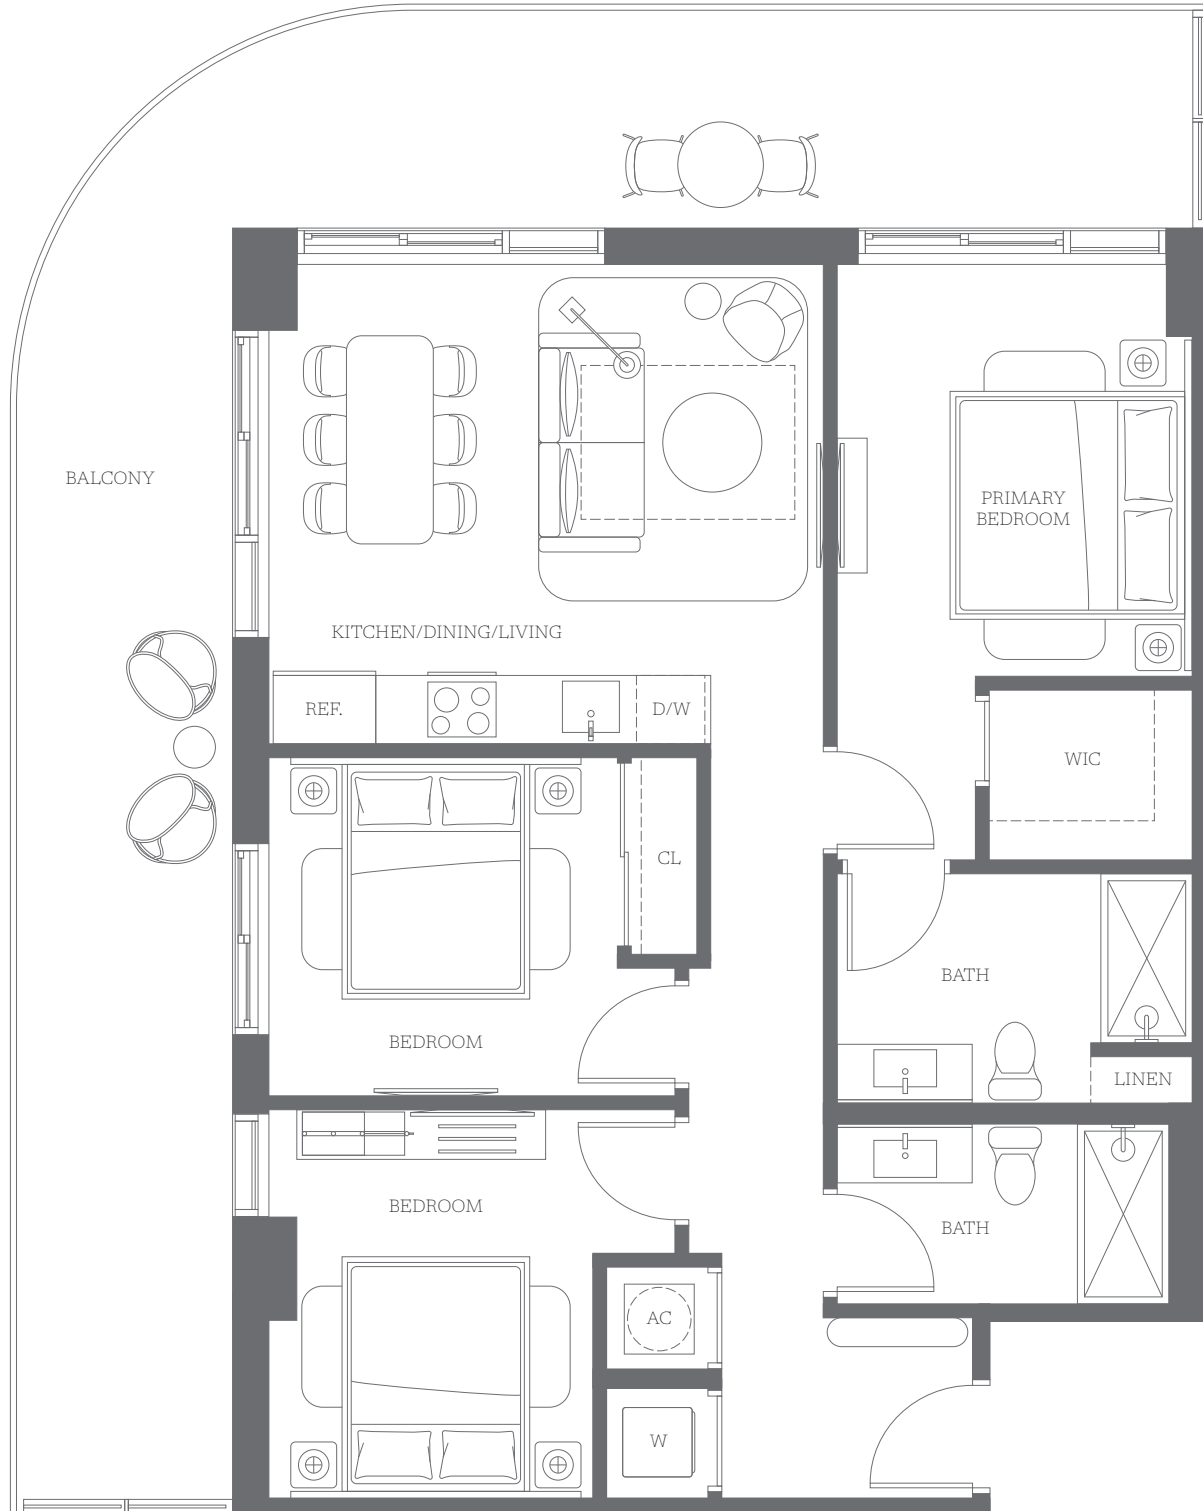 BALCONY
PRIMARY
BEDROOM
KITCHEN/DINING/LIVING
REF.
D/W
WIC
CL
BATH
BEDROOM
LINEN
BEDROOM
BATH
AC
W